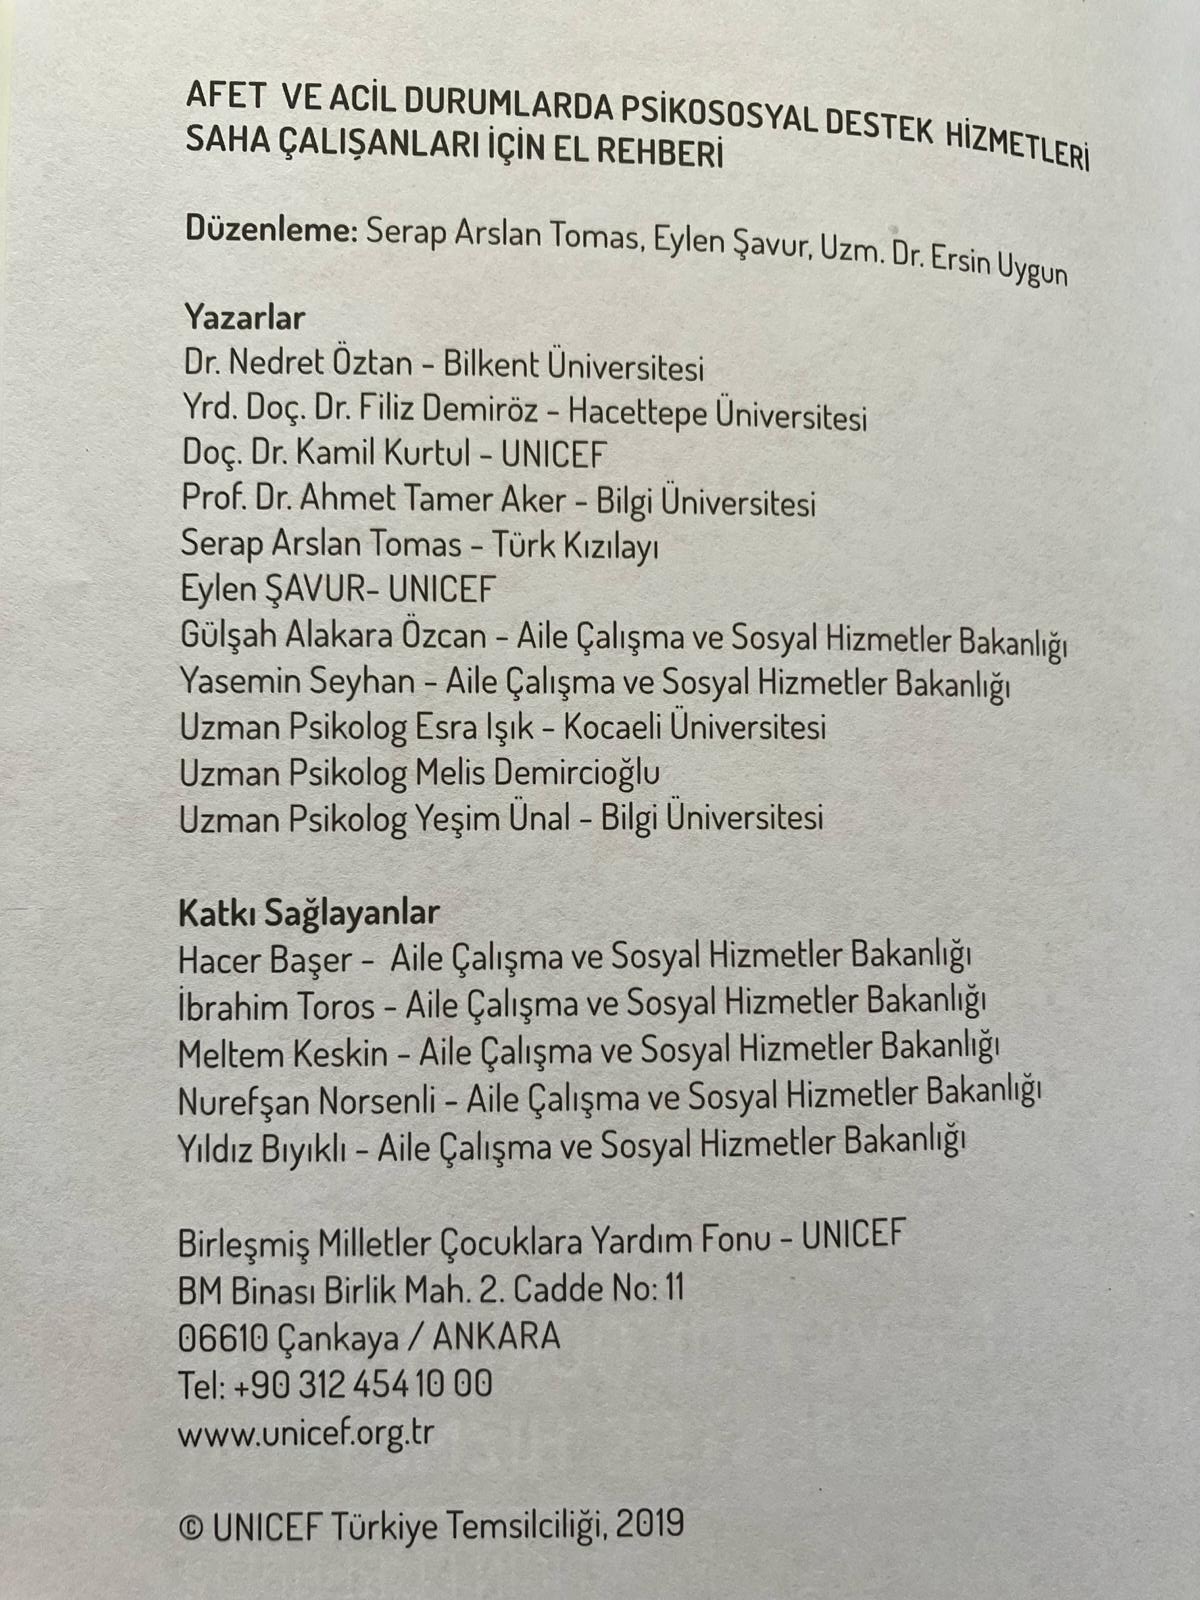 AFET VE ACİL DURUMLARDA PSİKOSOSYAL DESTEK HİZMETLERİ
SAHA ÇALIŞANLARI İÇİN EL REHBERİ
Düzenleme: Serap Arslan Tomas, Eylen Şavur, Uzm. Dr. Ersin Uygun
Yazarlar
Dr. Nedret Öztan – Bilkent Üniversitesi
Yrd. Doç. Dr. Filiz Demiröz – Hacettepe Üniversitesi
Doç. Dr. Kamil Kurtul – UNICEF
Prof. Dr. Ahmet Tamer Aker – Bilgi Üniversitesi
Serap Arslan Tomas – Türk Kızılayı
Eylen ŞAVUR– UNICEF
Gülşah Alakara Özcan – Aile Çalışma ve Sosyal Hizmetler Bakanlığı
Yasemin Seyhan – Aile Çalışma ve Sosyal Hizmetler Bakanlığı
Uzman Psikolog Esra Işık – Kocaeli Üniversitesi
Uzman Psikolog Melis Demircioğlu
Uzman Psikolog Yeşim Ünal – Bilgi Üniversitesi
Katkı Sağlayanlar
Hacer Başer – Aile Çalışma ve Sosyal Hizmetler Bakanlığı
İbrahim Toros – Aile Çalışma ve Sosyal Hizmetler Bakanlığı
Meltem Keskin – Aile Çalışma ve Sosyal Hizmetler Bakanlığı
Nurefşan Norsenli – Aile Çalışma ve Sosyal Hizmetler Bakanlığı
Yıldız Bıyıklı – Aile Çalışma ve Sosyal Hizmetler Bakanlığı
Birleşmiş Milletler Çocuklara Yardım Fonu – UNICEF
BM Binası Birlik Mah. 2. Cadde No: 11
06610 Çankaya / ANKARA
Tel: +90 312 454 10 00
www.unicef.org.tr
© UNICEF Türkiye Temsilciliği, 2019